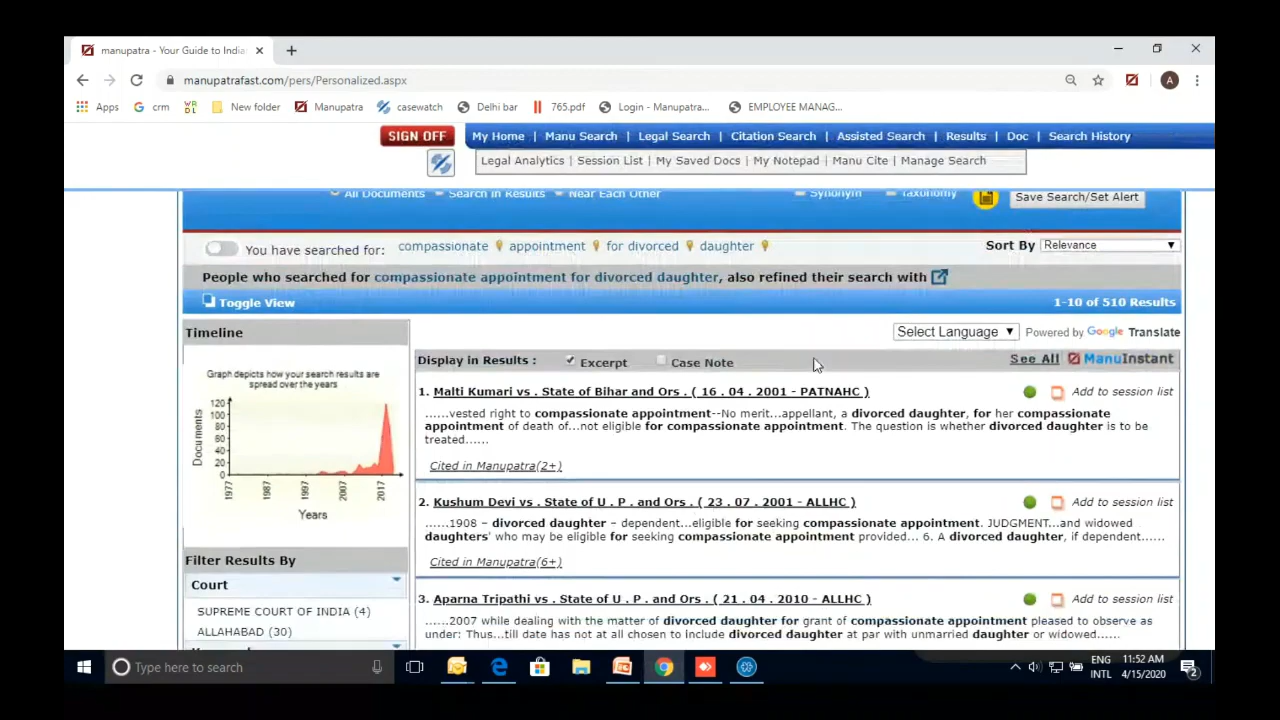 manupatra - Your Guide to India
manupatrafast.com/pers/Personalized.aspx
Apps crm New folder Manupatra casewatch Delhi bar 765.pdf Login - Manupatra... EMPLOYEE MANAG...
SIGN OFF My Home | Manu Search | Legal Search | Citation Search | Assisted Search | Results | Doc | Search History
Legal Analytics | Session List | My Saved Docs | My Notepad | Manu Cite | Manage Search
All Documents Search In Results Near Each Other Synonym Taxonomy Save Search/Set Alert
You have searched for: compassionate appointment for divorced daughter Sort By Relevance
People who searched for compassionate appointment for divorced daughter, also refined their search with
Toggle View 1-10 of 510 Results
Timeline
Select Language Powered by Google Translate
Display in Results : Excerpt Case Note See All ManuInstant
Graph depicts how your search results are
spread over the years
Documents
120
100
80
60
40
20
0
1977 1987 1997 2007 2017
Years
1. Malti Kumari vs . State of Bihar and Ors . ( 16 . 04 . 2001 - PATNAHC ) Add to session list
......vested right to compassionate appointment--No merit...appellant, a divorced daughter, for her compassionate
appointment of death of...not eligible for compassionate appointment. The question is whether divorced daughter is to be
treated......
Cited in Manupatra(2+)
2. Kushum Devi vs . State of U . P . and Ors . ( 23 . 07 . 2001 - ALLHC ) Add to session list
......1908 – divorced daughter – dependent...eligible for seeking compassionate appointment. JUDGMENT...and widowed
daughters' who may be eligible for seeking compassionate appointment provided... 6. A divorced daughter, if dependent......
Cited in Manupatra(6+)
3. Aparna Tripathi vs . State of U . P . and Ors . ( 21 . 04 . 2010 - ALLHC ) Add to session list
......2007 while dealing with the matter of divorced daughter for grant of compassionate appointment pleased to observe as
under: Thus...till date has not at all chosen to include divorced daughter at par with unmarried daughter or widowed......
Filter Results By
Court
SUPREME COURT OF INDIA (4)
ALLAHABAD (30)
Type here to search
ENG
INTL
11:52 AM
4/15/2020
2